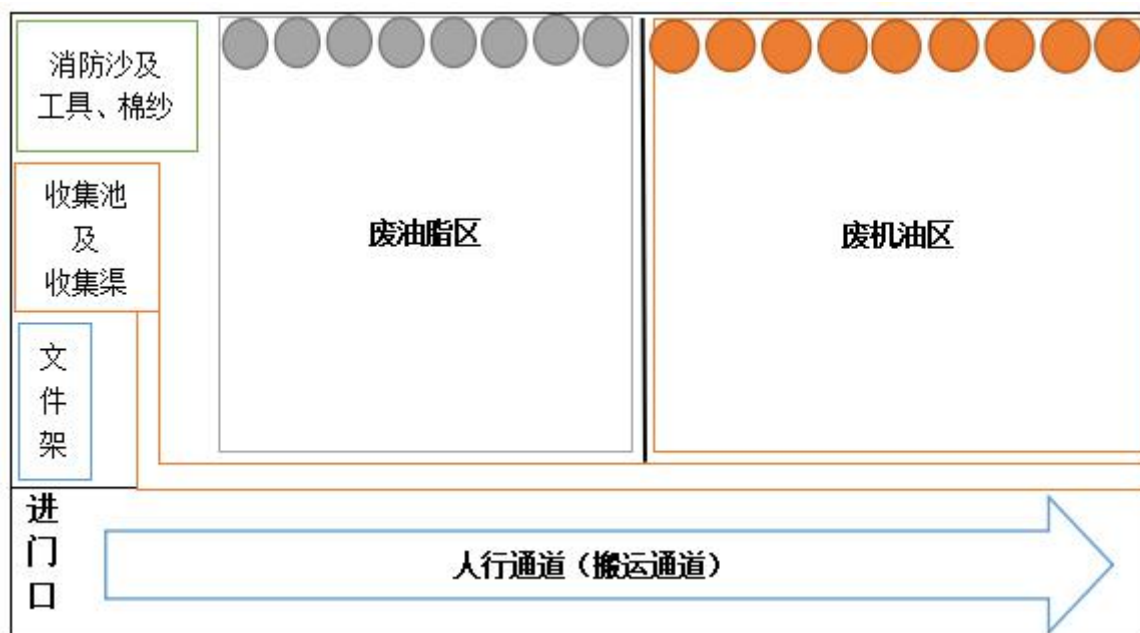 消防沙及
工具、棉纱
收集池
及
收集渠
文
件
架
废油脂区
废机油区
进
门
口
人行通道（搬运通道）